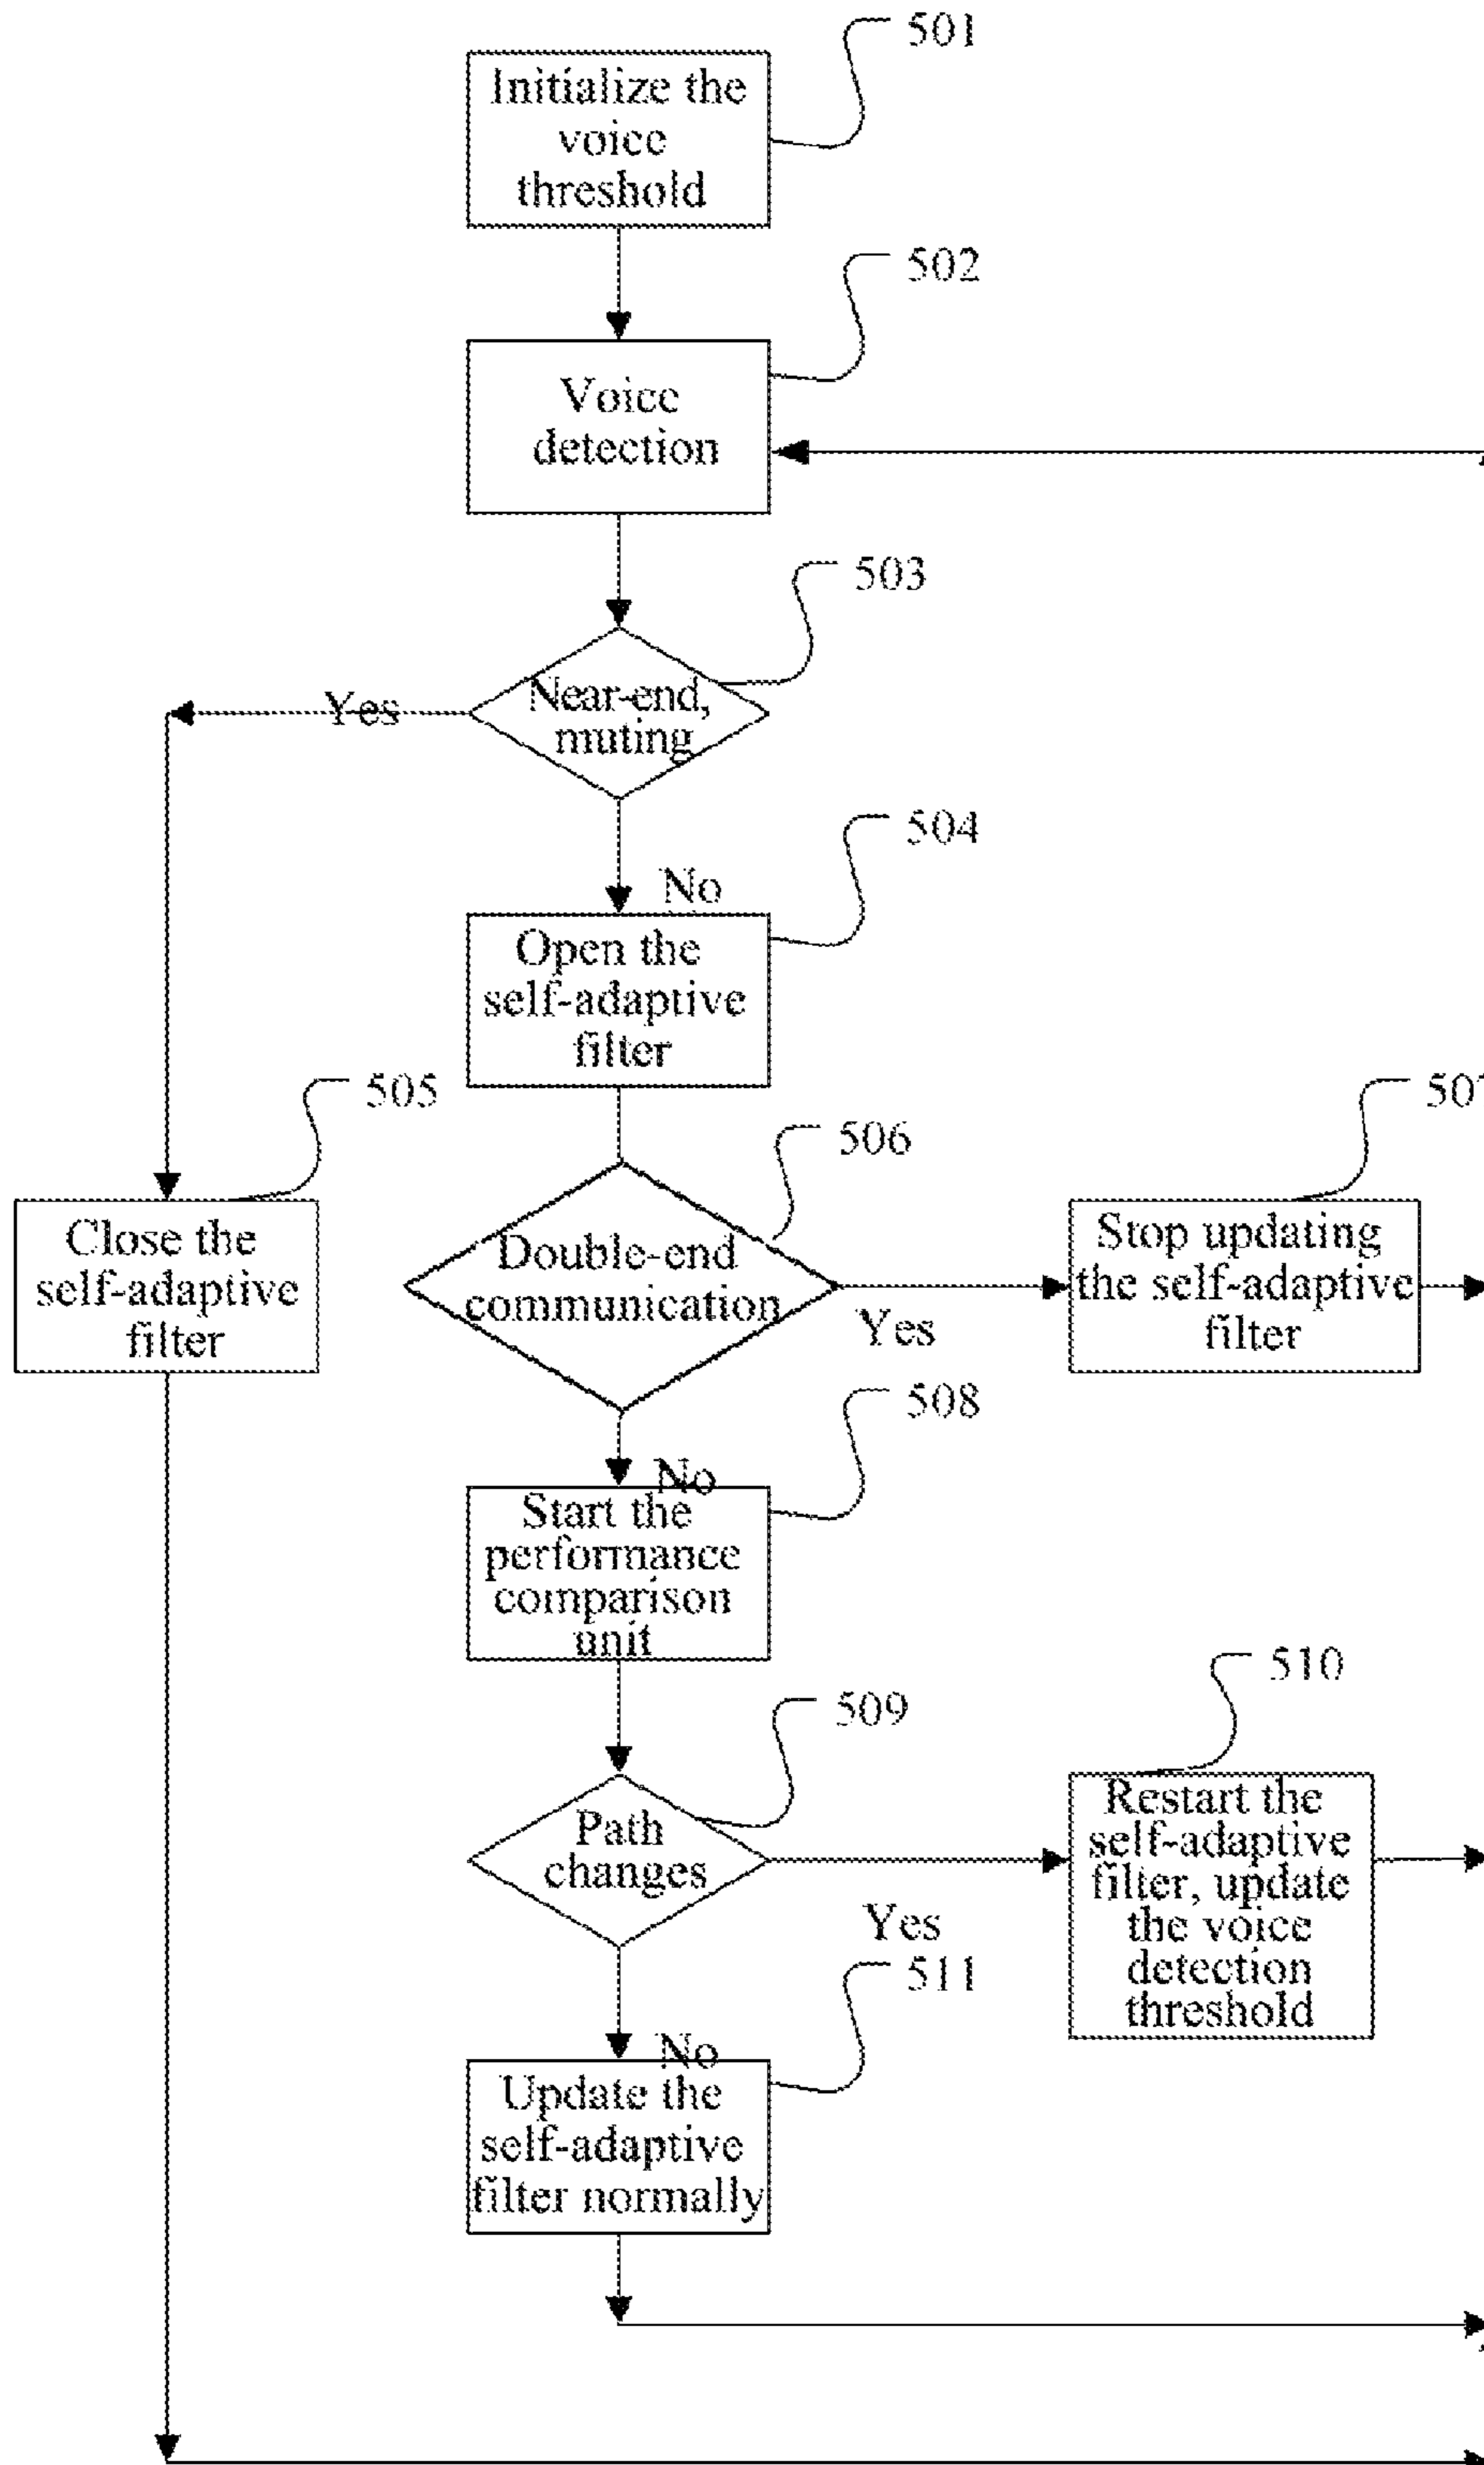 501
Initialize the
voice
threshold
502
Voice
detection
503
Near-end,
muting
Yes
No
504
Open the
self-adaptive
filter
505
Close the
self-adaptive
filter
506
Double-end
communication
Yes
Stop updating
the self-adaptive
filter
No
508
Start the
performance
comparison
unit
509
Path
changes
Yes
510
Restart the
self-adaptive
filter, update
the voice
detection
threshold
No
511
Update the
self-adaptive
filter normally